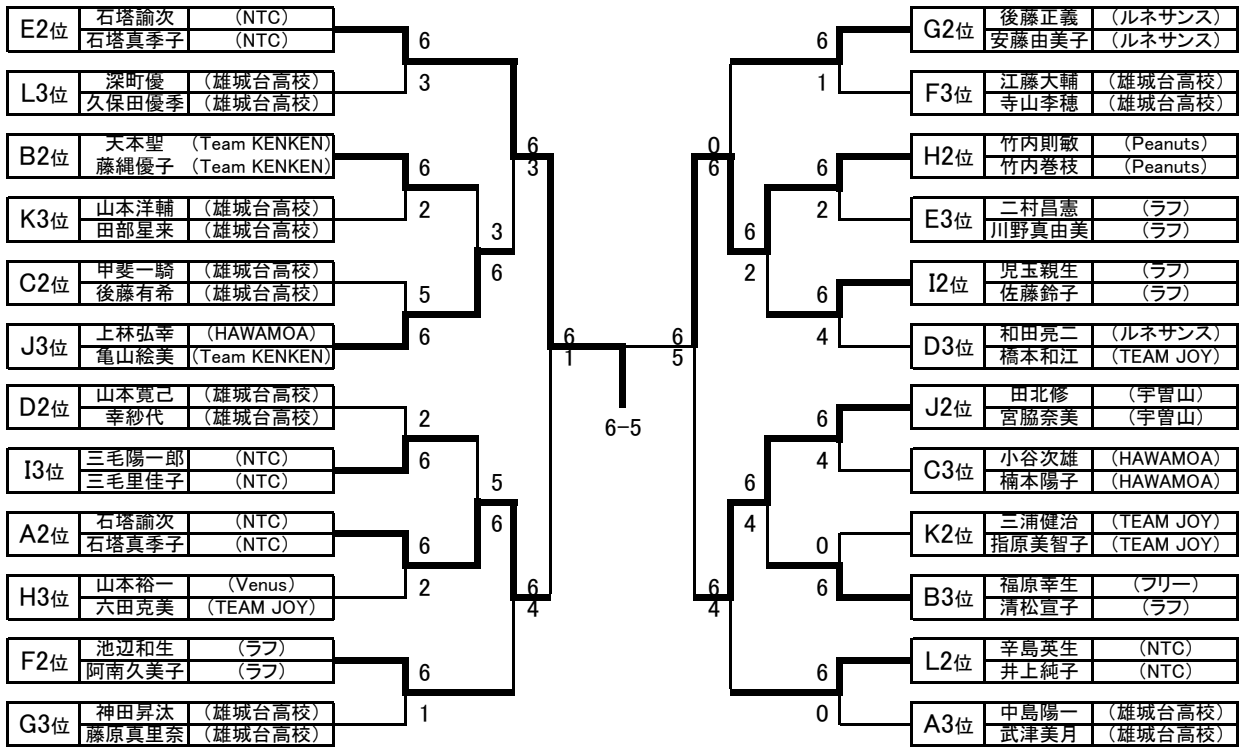 E2位 石塔諭次 (NTC)
石塔真季子 (NTC)
6
L3位 深町優 (雄城台高校)
久保田優季 (雄城台高校)
3
B2位 天本聖 (Team KENKEN)
藤縄優子 (Team KENKEN)
6
6
3
K3位 山本洋輔 (雄城台高校)
田部星来 (雄城台高校)
2
3
6
C2位 甲斐一騎 (雄城台高校)
後藤有希 (雄城台高校)
5
J3位 上林弘幸 (HAWAMOA)
亀山絵美 (Team KENKEN)
6
6
1
D2位 山本寛己 (雄城台高校)
幸紗代 (雄城台高校)
2
I3位 三毛陽一郎 (NTC)
三毛里佳子 (NTC)
6
5
6
A2位 石塔諭次 (NTC)
石塔真季子 (NTC)
6
H3位 山本裕一 (Venus)
六田克美 (TEAM JOY)
2
6
4
F2位 池辺和生 (ラフ)
阿南久美子 (ラフ)
6
G3位 神田昇汰 (雄城台高校)
藤原真里奈 (雄城台高校)
1
6-5
G2位 後藤正義 (ルネサンス)
安藤由美子 (ルネサンス)
6
F3位 江藤大輔 (雄城台高校)
寺山李穂 (雄城台高校)
1
0
6
H2位 竹内則敏 (Peanuts)
竹内巻枝 (Peanuts)
6
E3位 二村昌憲 (ラフ)
川野真由美 (ラフ)
2
6
2
I2位 児玉親生 (ラフ)
佐藤鈴子 (ラフ)
6
D3位 和田亮二 (ルネサンス)
橋本和江 (TEAM JOY)
4
6
5
J2位 田北修 (宇曽山)
宮脇奈美 (宇曽山)
6
C3位 小谷次雄 (HAWAMOA)
楠本陽子 (HAWAMOA)
4
6
4
K2位 三浦健治 (TEAM JOY)
指原美智子 (TEAM JOY)
0
B3位 福原幸生 (フリー)
清松宣子 (ラフ)
6
6
4
L2位 辛島英生 (NTC)
井上純子 (NTC)
6
A3位 中島陽一 (雄城台高校)
武津美月 (雄城台高校)
0